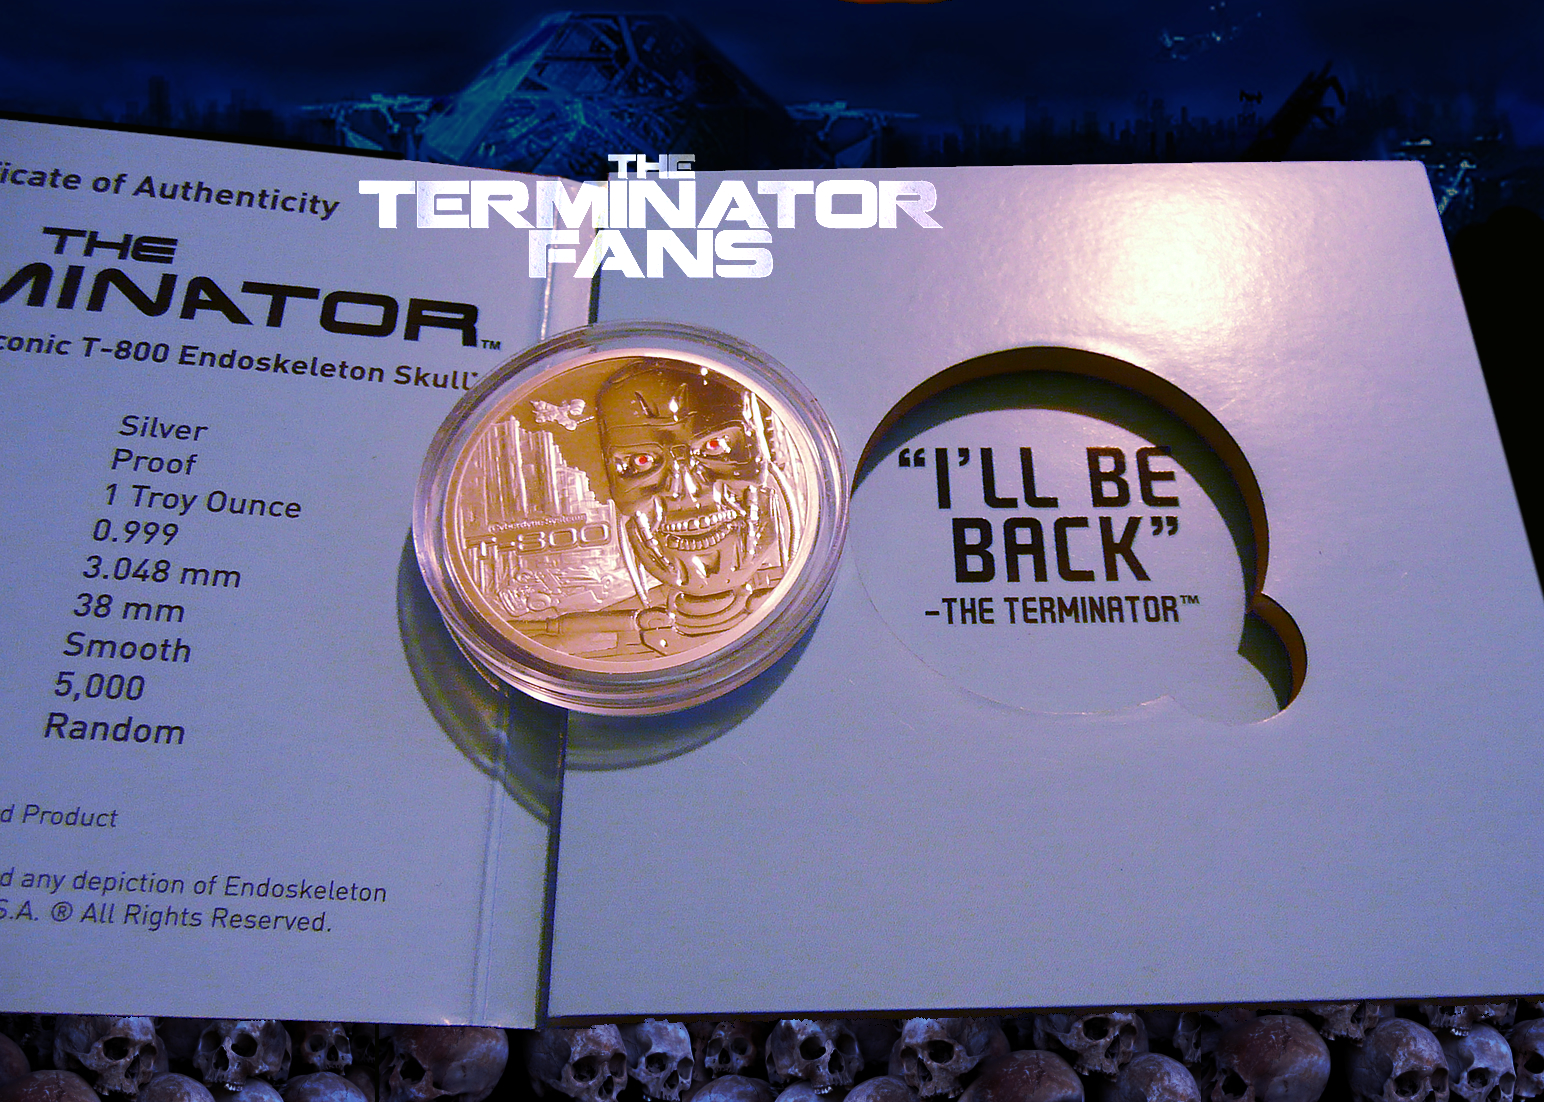 icate of Authenticity
THE
MINATOR™
conic T-800 Endoskeleton Skull
Silver
Proof
1 Troy Ounce
0.999
3.048 mm
38 mm
Smooth
5,000
Random
d Product
d any depiction of Endoskeleton
S.A. ® All Rights Reserved.
THE
TERMINATOR
FANS
T-800
“I'LL BE
BACK”
-THE TERMINATOR™